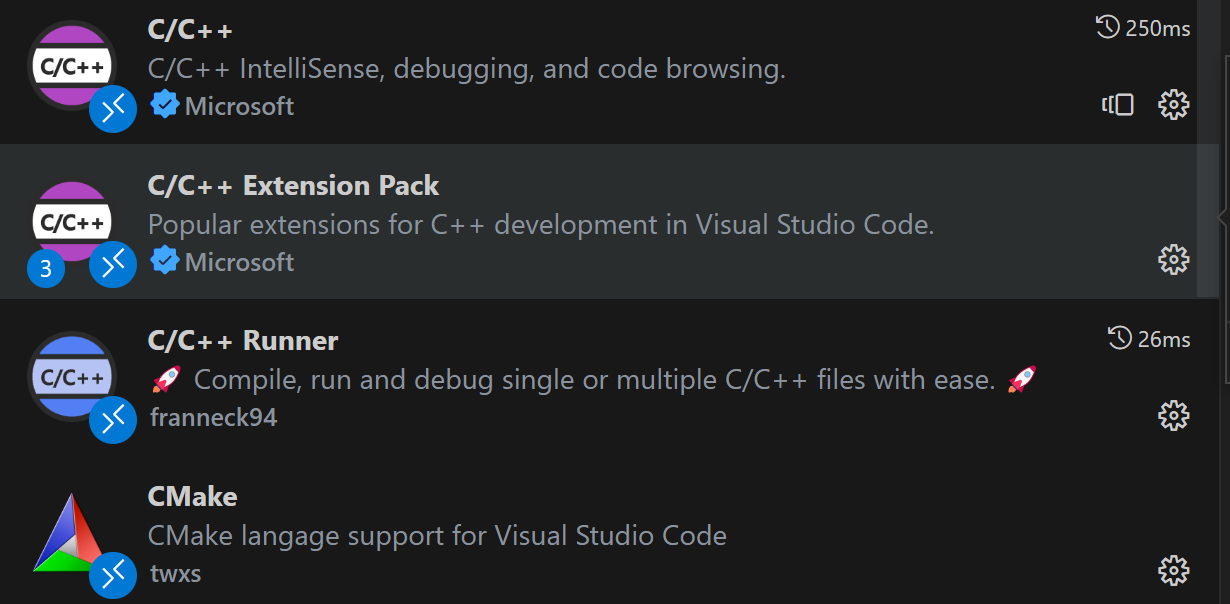 C/C++
C/C++
250ms
C/C++ IntelliSense, debugging, and code browsing.
Microsoft
C/C++
C/C++ Extension Pack
Popular extensions for C++ development in Visual Studio Code.
3
Microsoft
C/C++
C/C++ Runner
26ms
🚀 Compile, run and debug single or multiple C/C++ files with ease. 🚀
franneck94
CMake
CMake langage support for Visual Studio Code
twxs